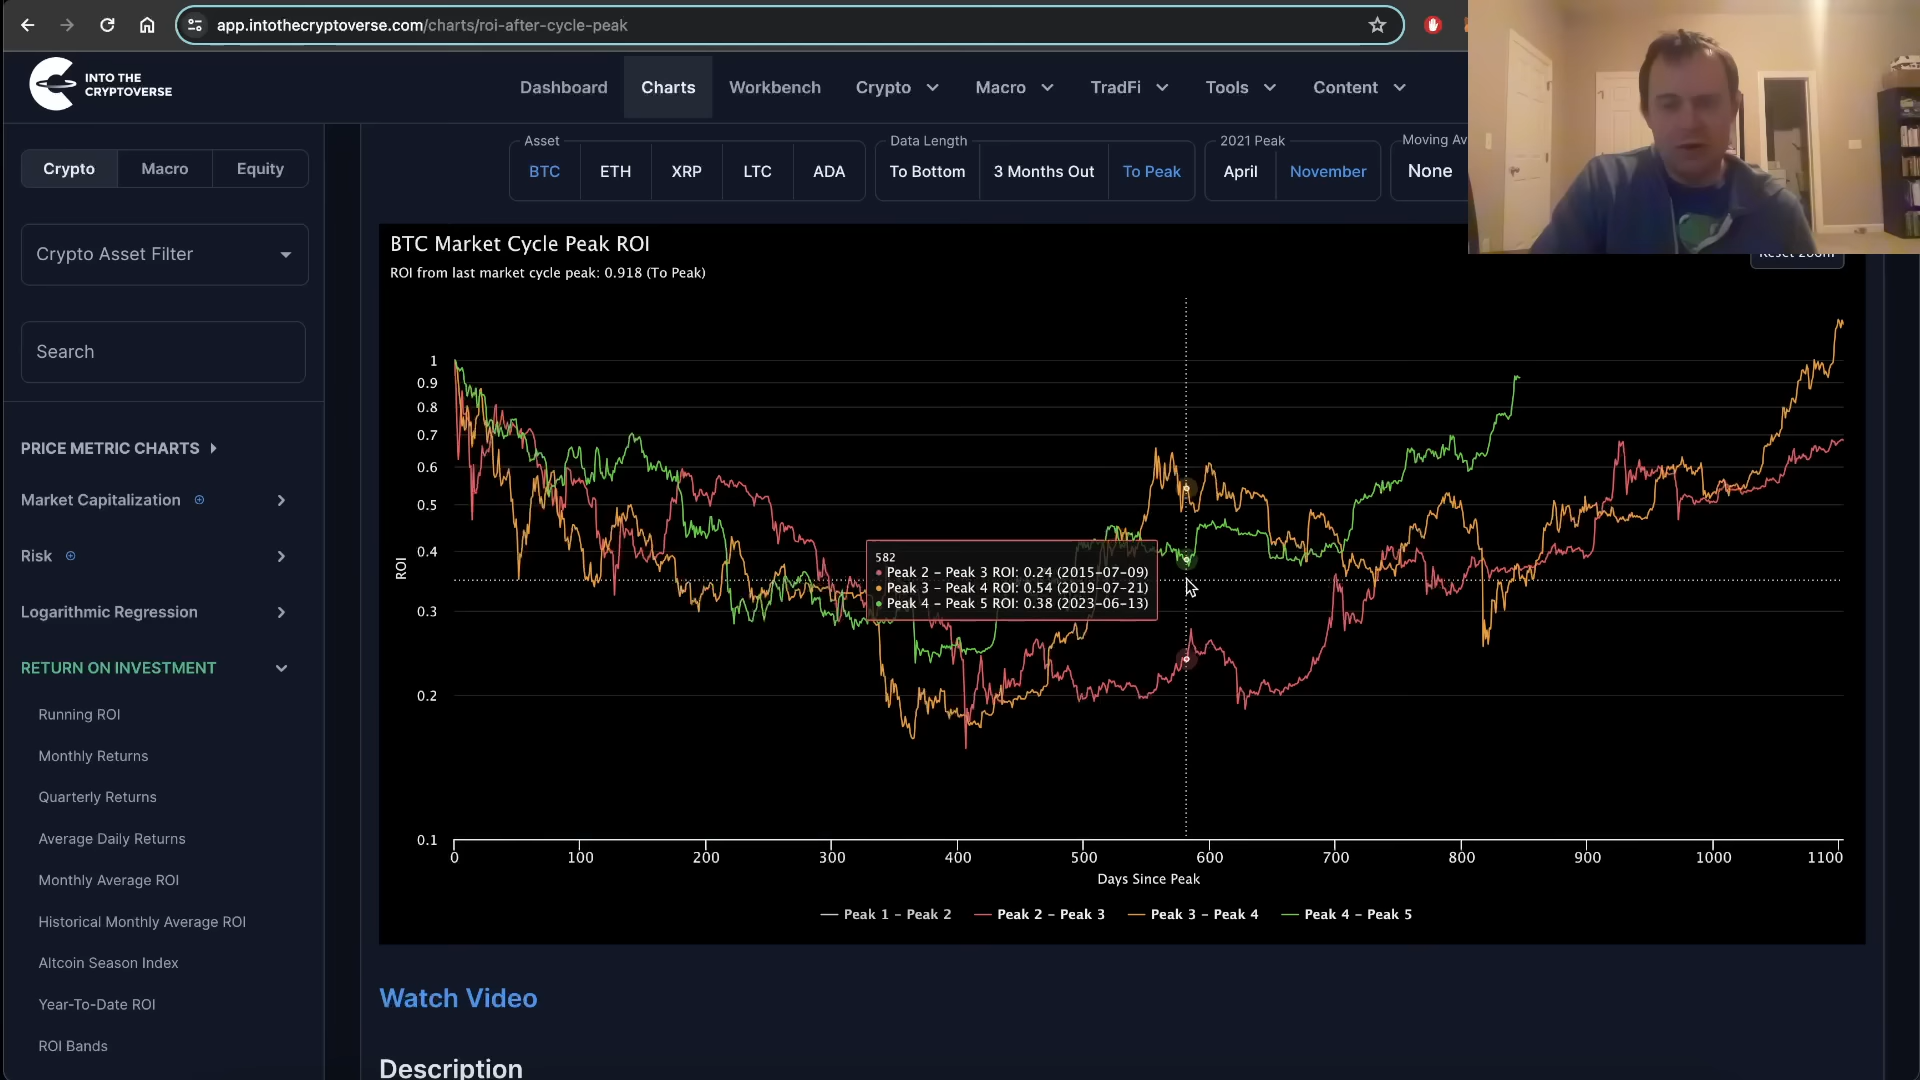 app.intothecryptoverse.com/charts/roi-after-cycle-peak
INTO THE
CRYPTOVERSE
Dashboard
Charts
Workbench
Crypto
Macro
TradFi
Tools
Content
Crypto
Macro
Equity
Crypto Asset Filter
Search
PRICE METRIC CHARTS
Market Capitalization
Risk
Logarithmic Regression
RETURN ON INVESTMENT
Running ROI
Monthly Returns
Quarterly Returns
Average Daily Returns
Monthly Average ROI
Historical Monthly Average ROI
Altcoin Season Index
Year-To-Date ROI
ROI Bands
Asset
BTC
ETH
XRP
LTC
ADA
Data Length
To Bottom
3 Months Out
To Peak
2021 Peak
April
November
Moving Av
None
BTC Market Cycle Peak ROI
ROI from last market cycle peak: 0.918 (To Peak)
Reset zoom
ROI
1
0.9
0.8
0.7
0.6
0.5
0.4
0.3
0.2
0.1
582
Peak 2 - Peak 3 ROI: 0.24 (2015-07-09)
Peak 3 - Peak 4 ROI: 0.54 (2019-07-21)
Peak 4 - Peak 5 ROI: 0.38 (2023-06-13)
0 100 200 300 400 500 600 700 800 900 1000 1100
Days Since Peak
Peak 1 - Peak 2
Peak 2 - Peak 3
Peak 3 - Peak 4
Peak 4 - Peak 5
Watch Video
Description